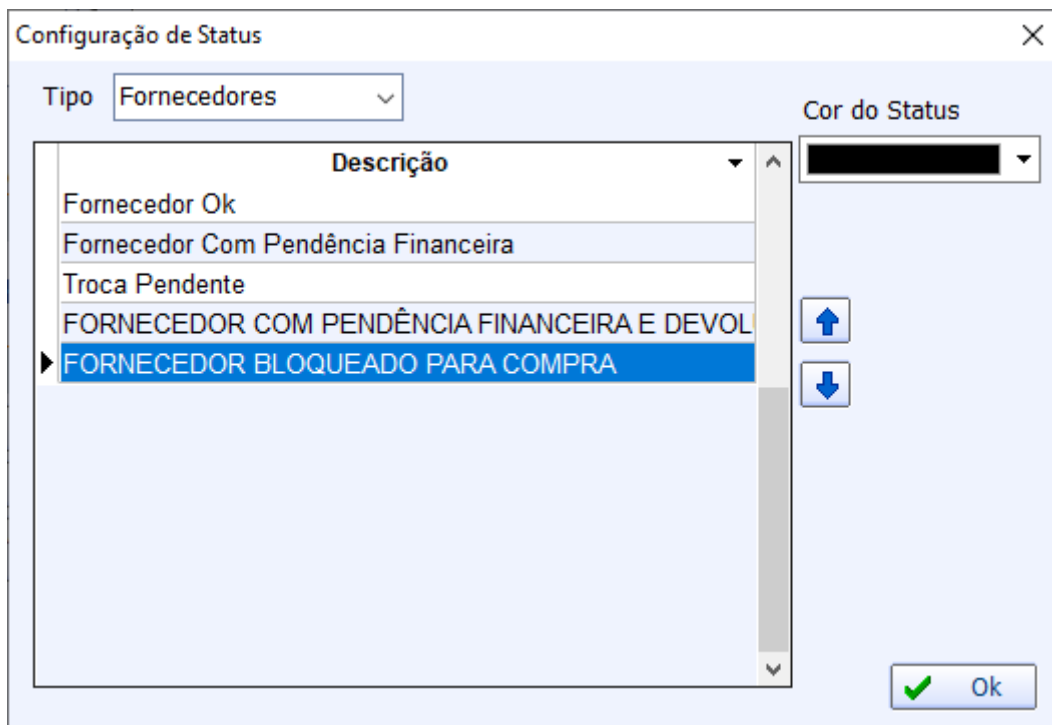 Configuração de Status
Tipo Fornecedores
Cor do Status
Descrição
Fornecedor Ok
Fornecedor Com Pendência Financeira
Troca Pendente
FORNECEDOR COM PENDÊNCIA FINANCEIRA E DEVOL
FORNECEDOR BLOQUEADO PARA COMPRA
Ok